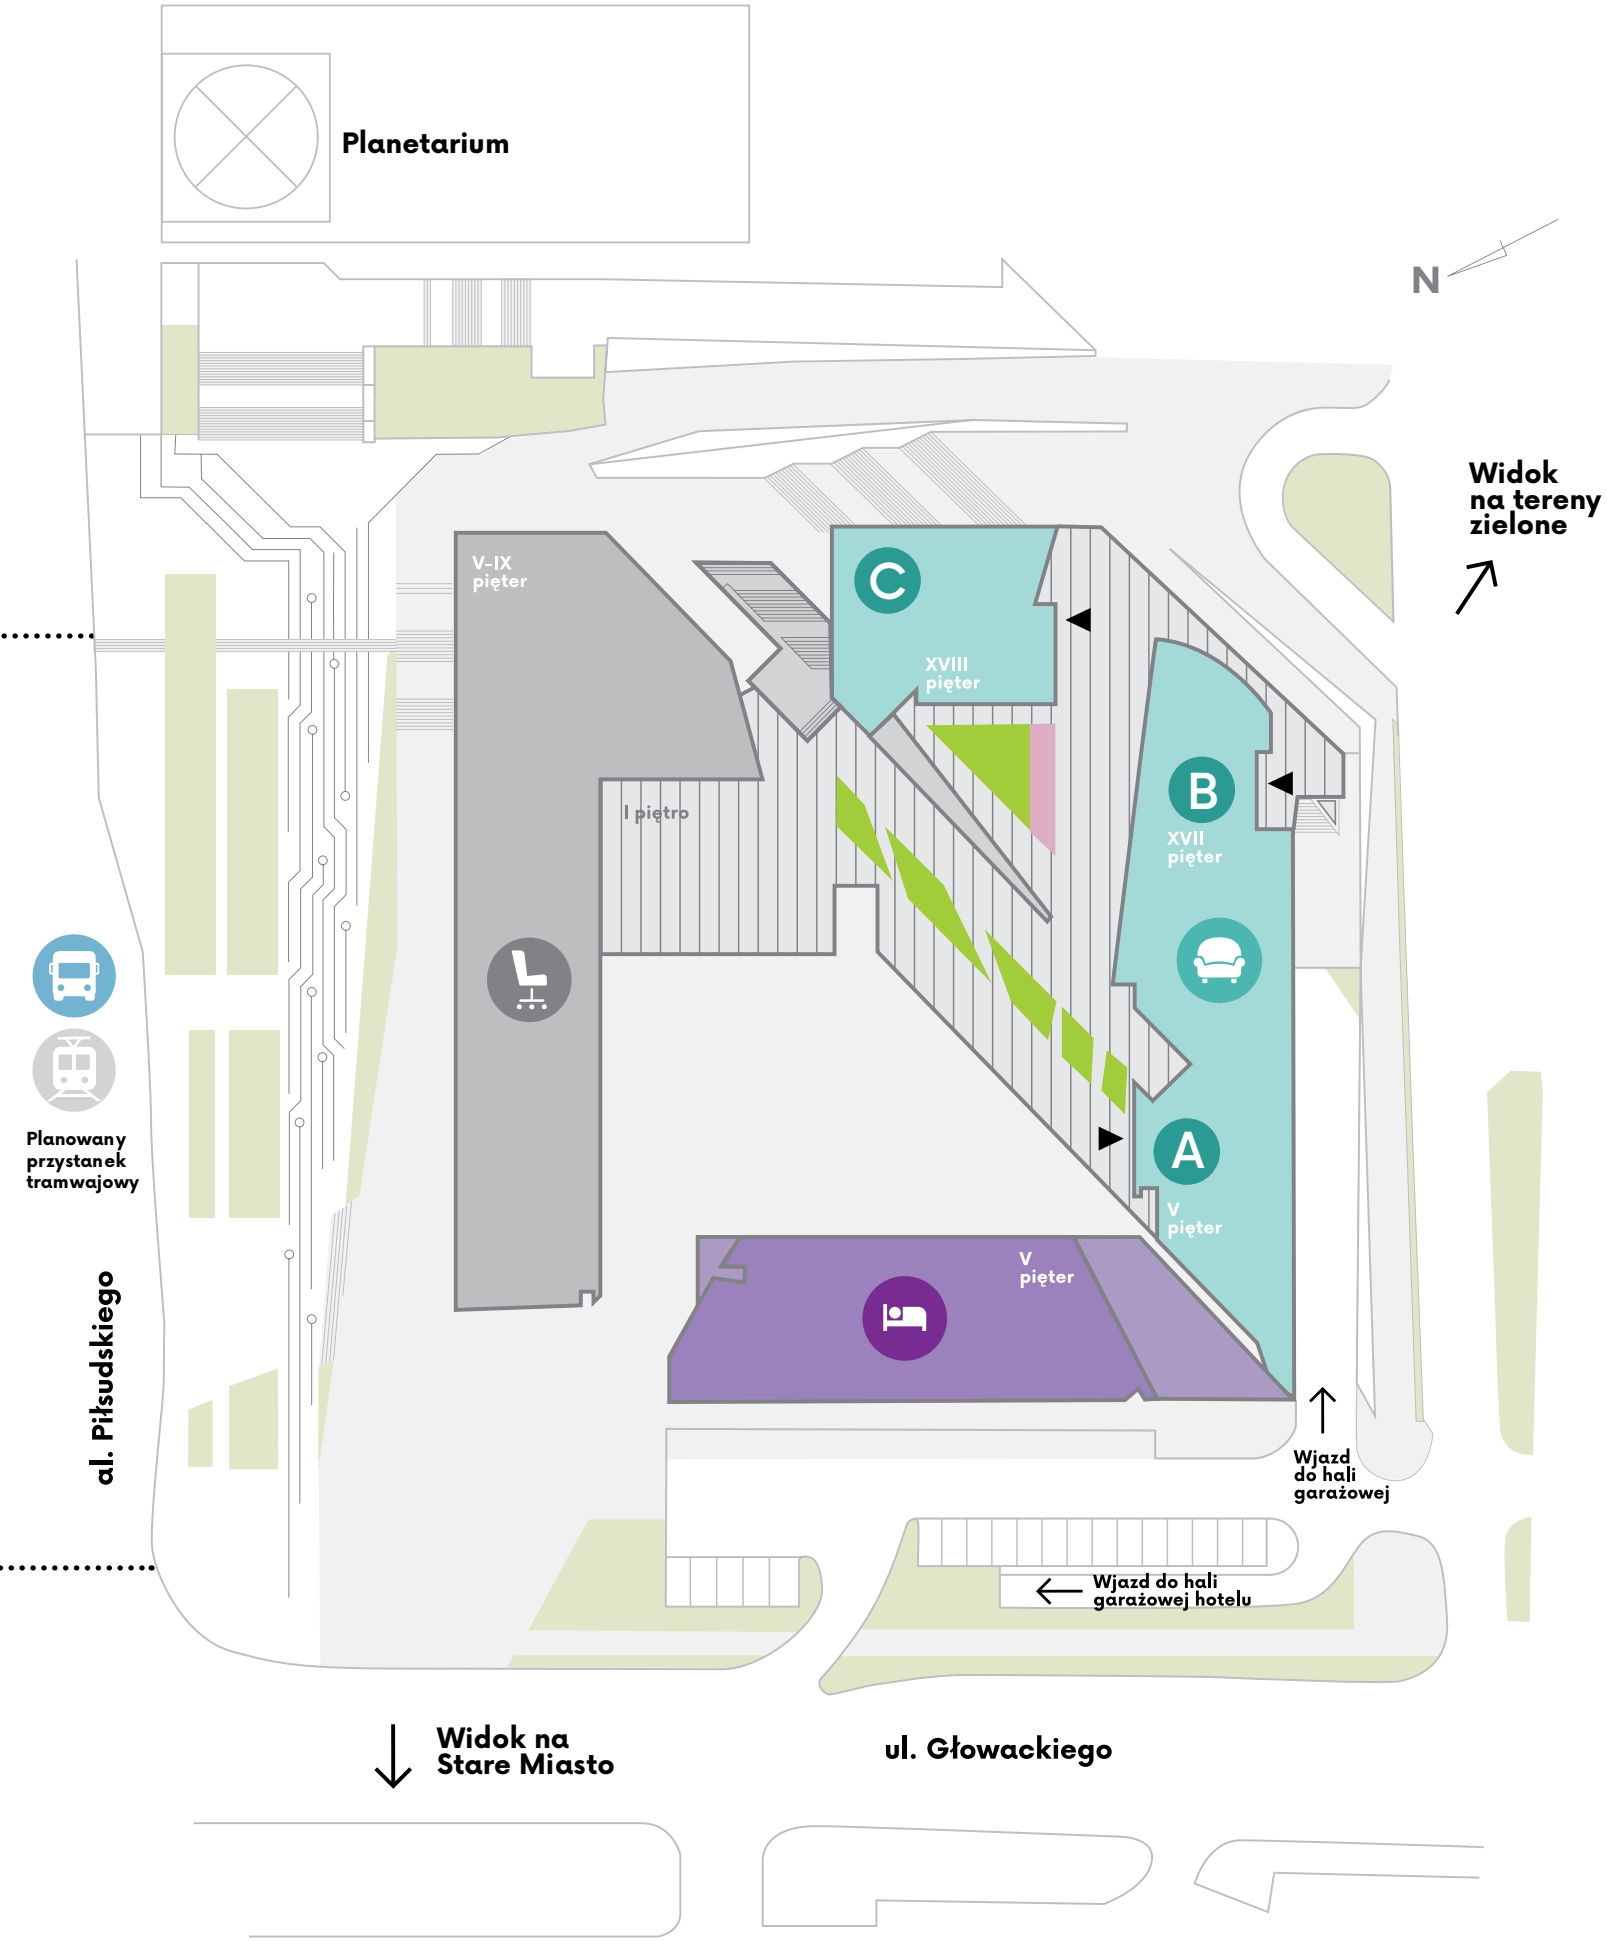 Planetarium
N
Widok
na tereny
zielone
V-IX
pięter
C
XVIII
pięter
I piętro
B
XVII
pięter
Planowany
przystanek
tramwajowy
A
V
pięter
V
pięter
al. Piłsudskiego
Wjazd
do hali
garażowej
Wjazd do hali
garażowej hotelu
Widok na
Stare Miasto
ul. Głowackiego